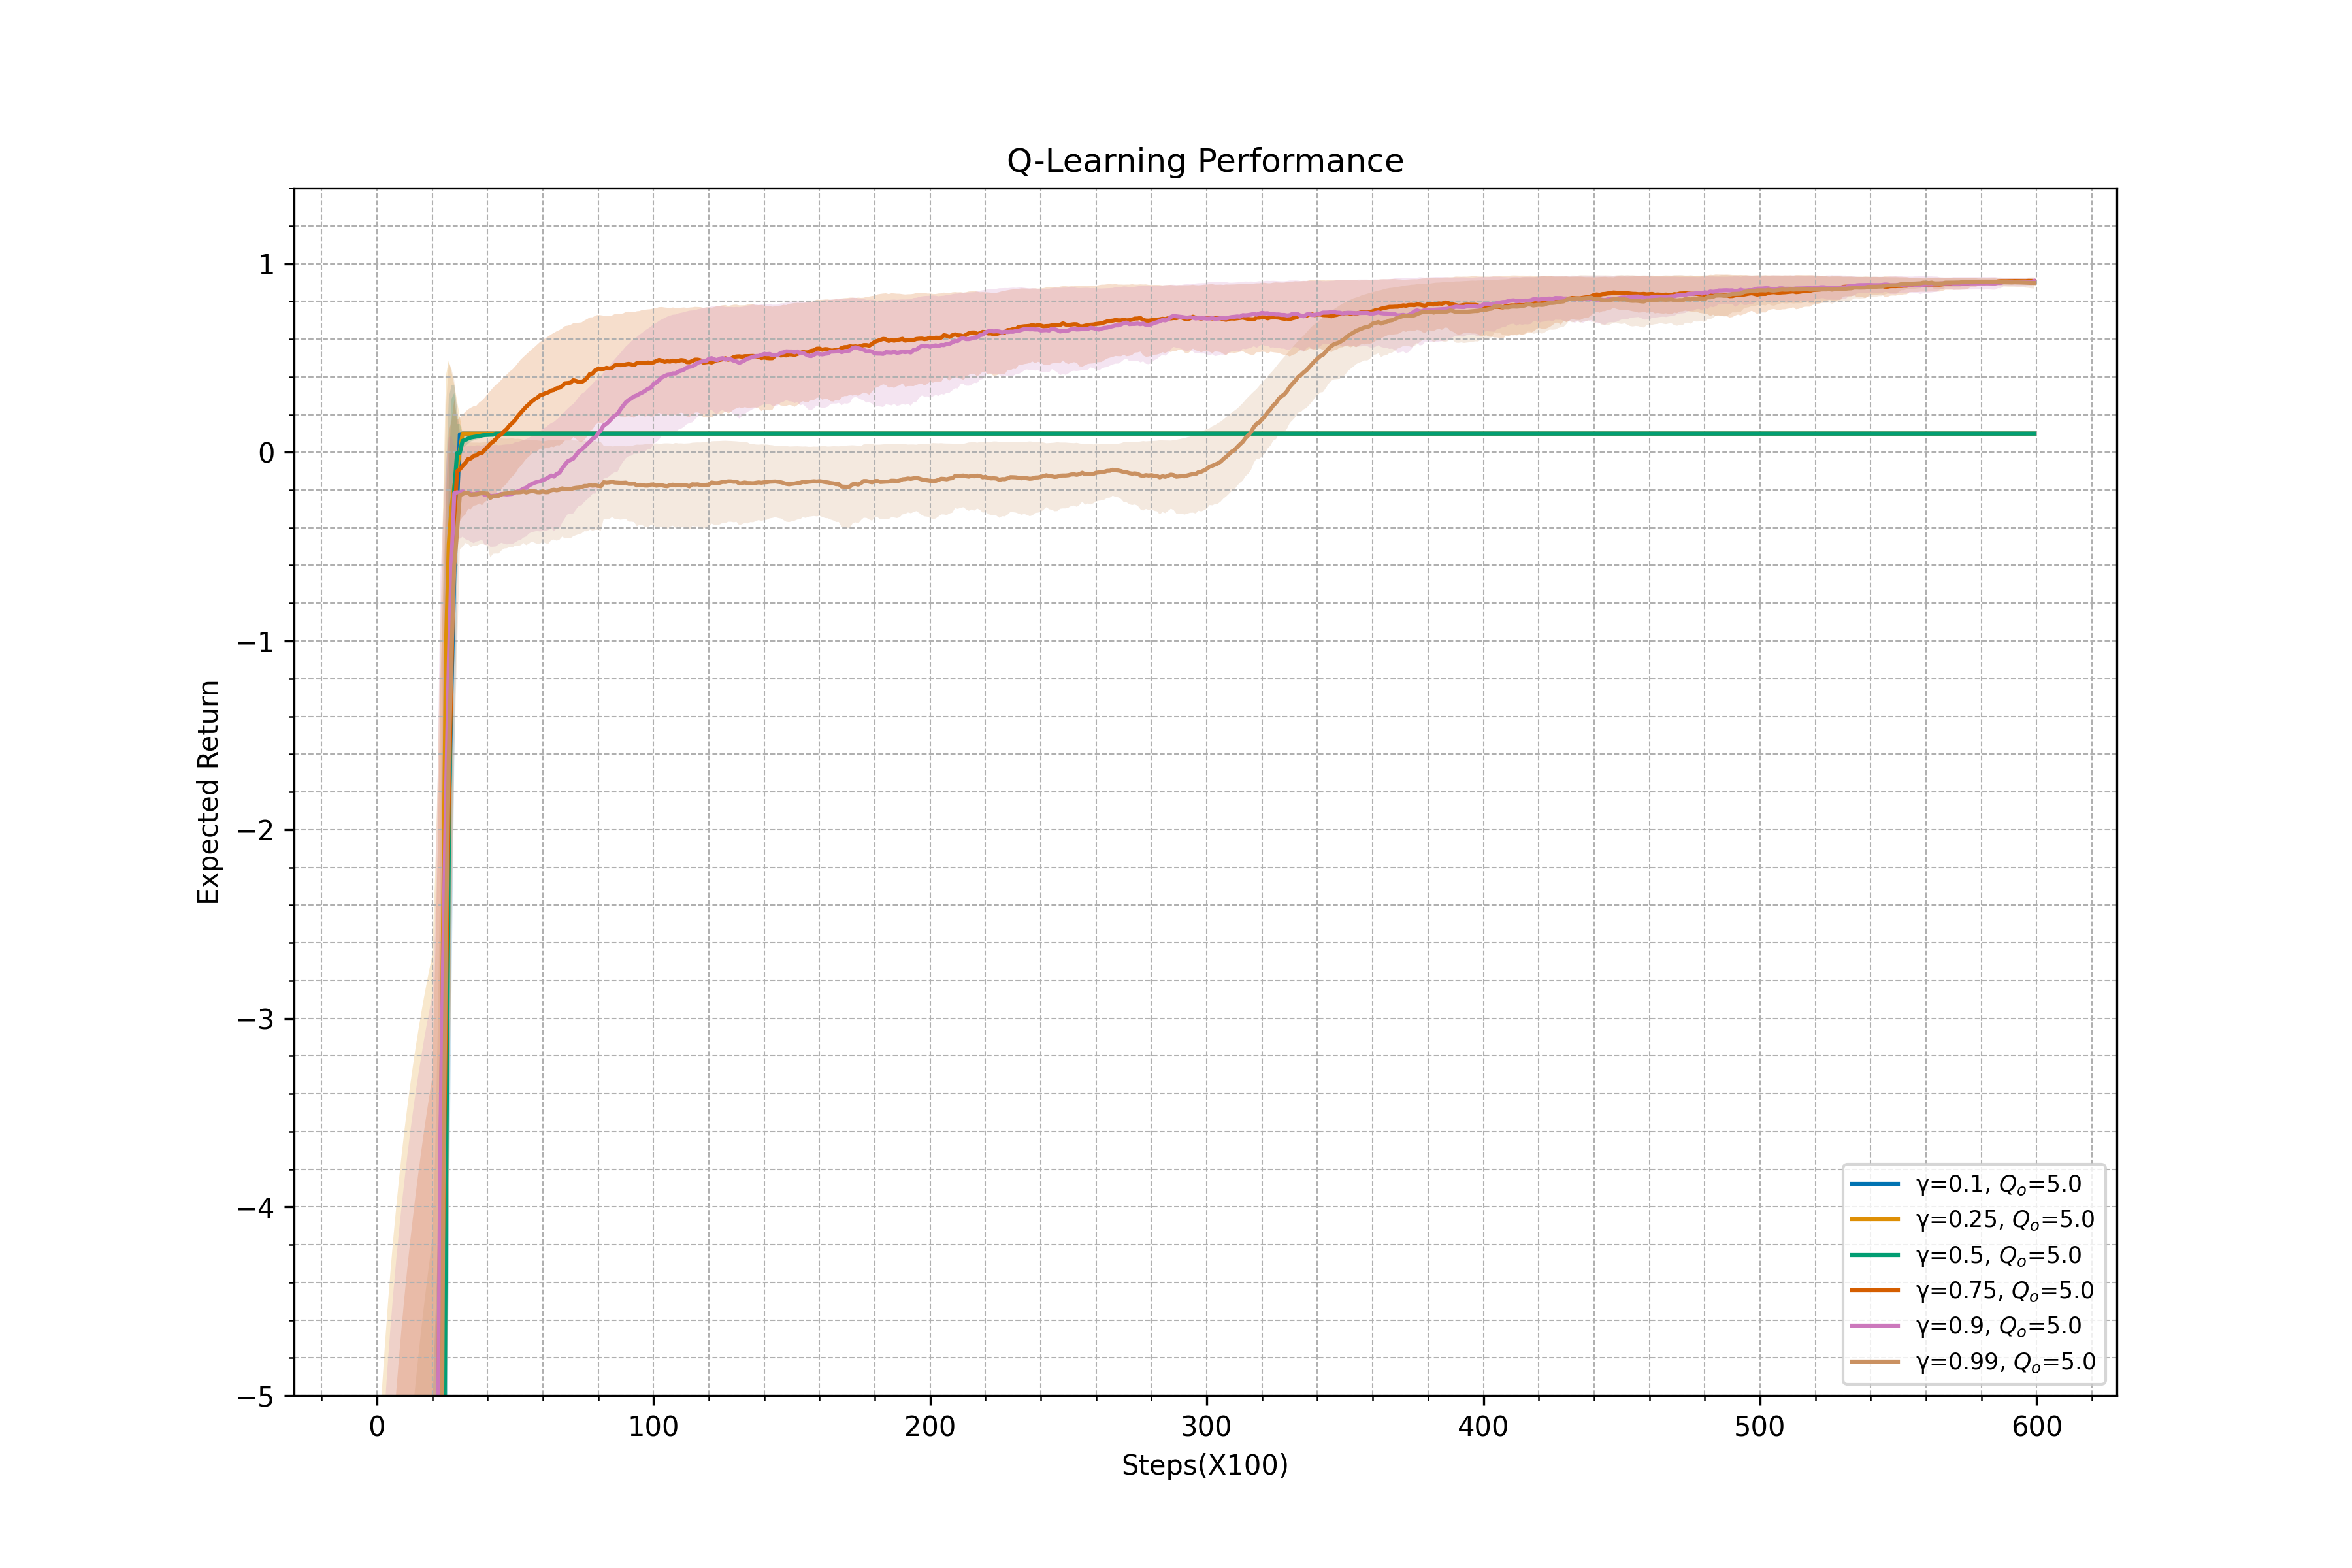 Q-Learning Performance
Expected Return
1
0
−1
−2
−3
−4
−5
0 100 200 300 400 500 600
Steps(X100)
γ=0.1, Qₒ=5.0
γ=0.25, Qₒ=5.0
γ=0.5, Qₒ=5.0
γ=0.75, Qₒ=5.0
γ=0.9, Qₒ=5.0
γ=0.99, Qₒ=5.0